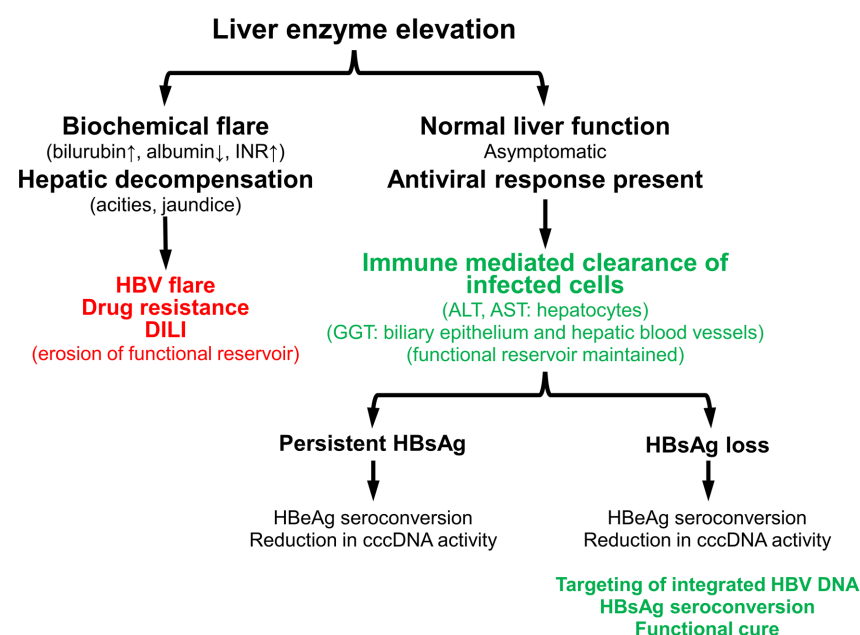 Liver enzyme elevation
Biochemical flare
(bilurubin↑, albumin↓, INR↑)
Hepatic decompensation
(acities, jaundice)
HBV flare
Drug resistance
DILI
(erosion of functional reservoir)
Normal liver function
Asymptomatic
Antiviral response present
Immune mediated clearance of
infected cells
(ALT, AST: hepatocytes)
(GGT: biliary epithelium and hepatic blood vessels)
(functional reservoir maintained)
Persistent HBsAg
HBeAg seroconversion
Reduction in cccDNA activity
HBsAg loss
HBeAg seroconversion
Reduction in cccDNA activity
Targeting of integrated HBV DNA
HBsAg seroconversion
Functional cure